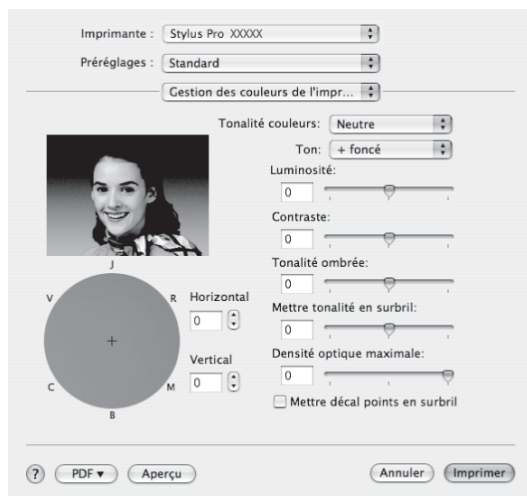 Imprimante : Stylus Pro XXXXX
Préréglages : Standard
Gestion des couleurs de l'impr...
Tonalité couleurs: Neutre
Ton: + foncé
Luminosité:
0
Contraste:
0
Tonalité ombrée:
0
Mettre tonalité en surbril:
0
Densité optique maximale:
0
Mettre décal points en surbril
J
V R
C M
B
Horizontal
0
Vertical
0
? PDF Aperçu Annuler Imprimer